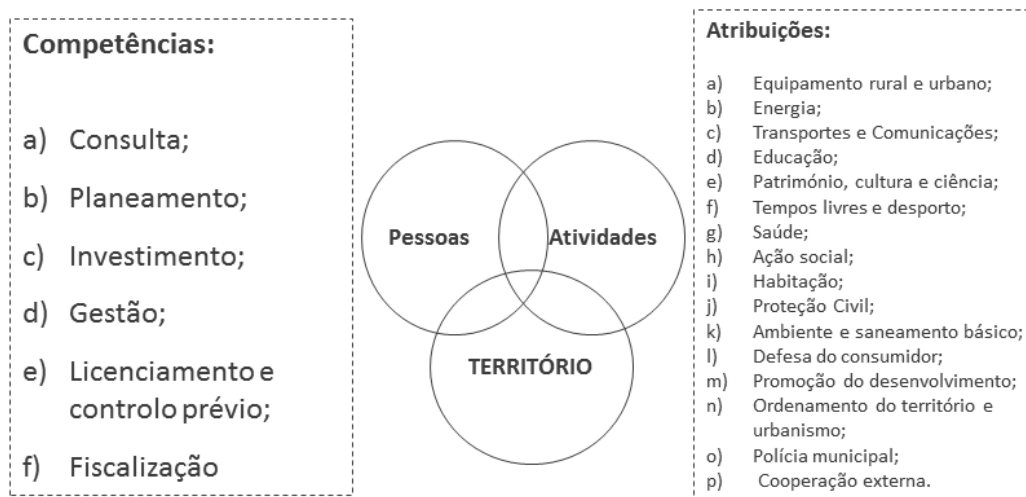 Competências:
a) Consulta;
b) Planeamento;
c) Investimento;
d) Gestão;
e) Licenciamento e
controlo prévio;
f) Fiscalização
Pessoas
Atividades
TERRITÓRIO
Atribuições:
a) Equipamento rural e urbano;
b) Energia;
c) Transportes e Comunicações;
d) Educação;
e) Património, cultura e ciência;
f) Tempos livres e desporto;
g) Saúde;
h) Ação social;
i) Habitação;
j) Proteção Civil;
k) Ambiente e saneamento básico;
l) Defesa do consumidor;
m) Promoção do desenvolvimento;
n) Ordenamento do território e
urbanismo;
o) Polícia municipal;
p) Cooperação externa.